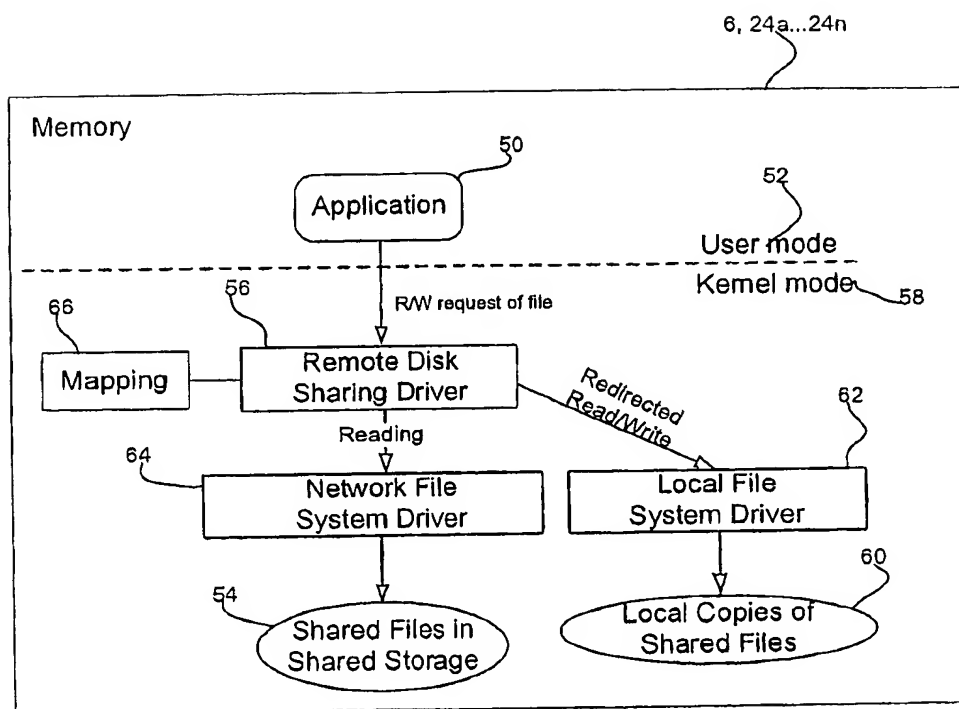 6, 24a...24n
Memory
50
Application
52
User mode
Kernel mode
58
66
56
R/W request of file
Mapping
Remote Disk
Sharing Driver
Redirected
Read/Write
62
Reading
64
Network File
System Driver
Local File
System Driver
54
60
Shared Files in
Shared Storage
Local Copies of
Shared Files